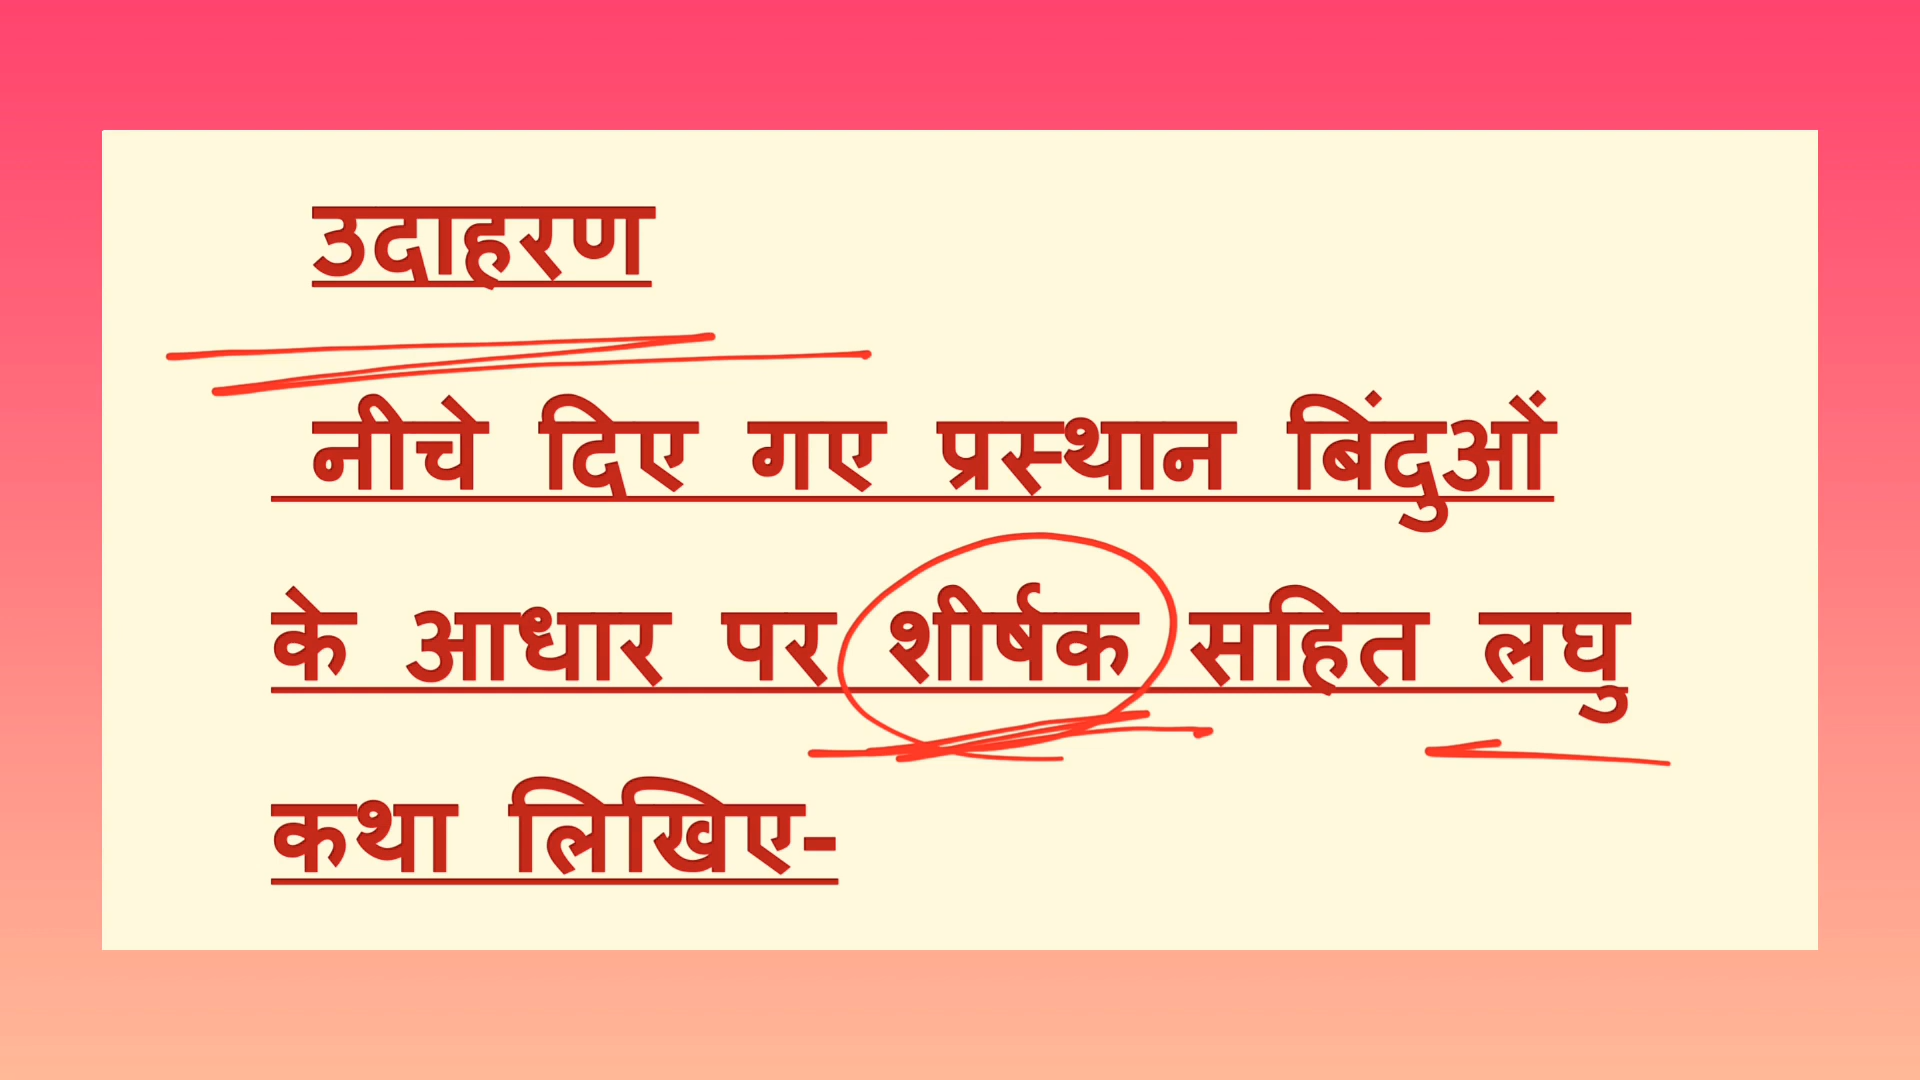 उदाहरण
नीचे दिए गए प्रस्थान बिंदुओं
के आधार पर शीर्षक सहित लघु
कथा लिखिए-